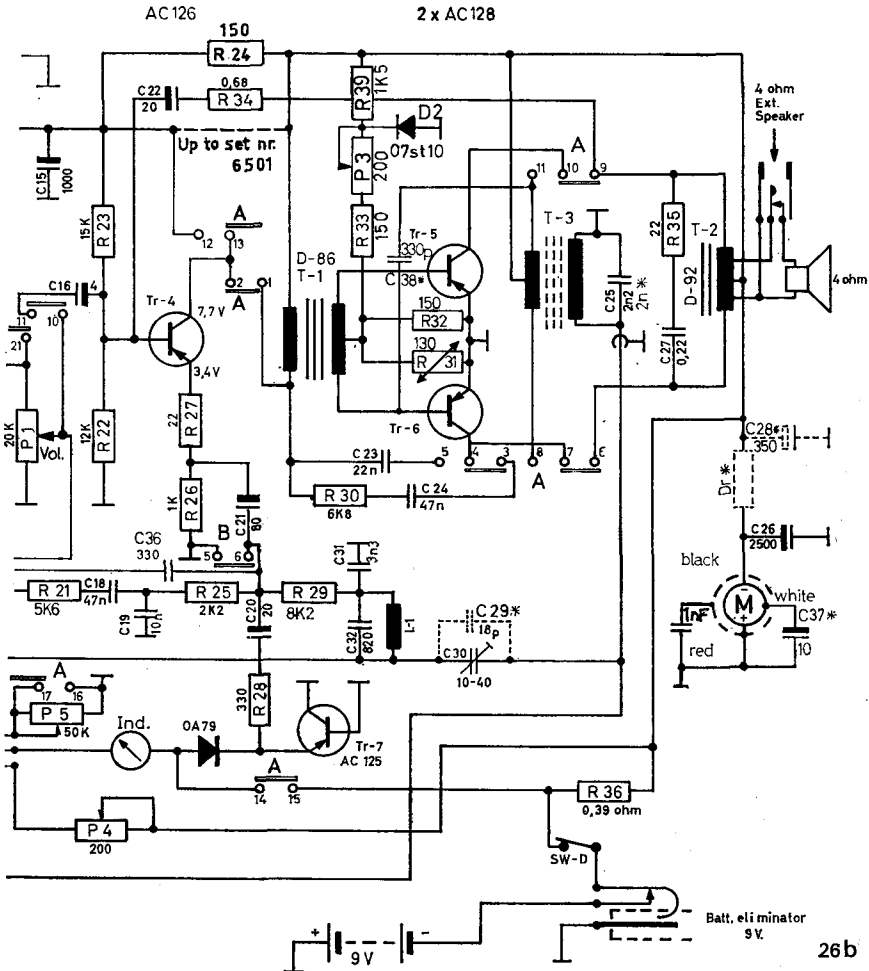 AC126
2 x AC128
150
R 24
C22
20
0,68
R 34
R39
1K5
D2
07st10
P 3
200
R 33
150
Up to set nr.
6501
4 ohm
Ext.
Speaker
C15
1000
15K
R 23
C16
4
11
10
21
20K
P1
Vol.
12K
R 22
A
12
13
2
1
A
Tr-4
7,7V
3,4V
22
R 27
1K
R 26
C21
80
D-86
T-1
330p
C38*
Tr-5
150
R32
130
R 31
Tr-6
A
11
10
9
T-3
C25
2n2
2n*
22
R 35
C27
0,22
T-2
D-92
4 ohm
C23
22n
5
4
3
8
7
6
A
R 30
6K8
C24
47n
C28*
350
Dr*
C26
2500
black
white
M
-
+
1nF
red
C37*
10
C36
330
B
5
6
R 21
5K6
C18
47n
C19
10n
R 25
2K2
C20
20
R 29
8K2
C31
3n3
C32
820
L-1
C29*
18p
C30
10-40
330
R 28
A
17
16
P 5
50K
Ind.
OA79
Tr-7
AC 125
A
14
15
R 36
0,39 ohm
P 4
200
SW-D
+
-
9V
Batt. eliminator
9V.
26b